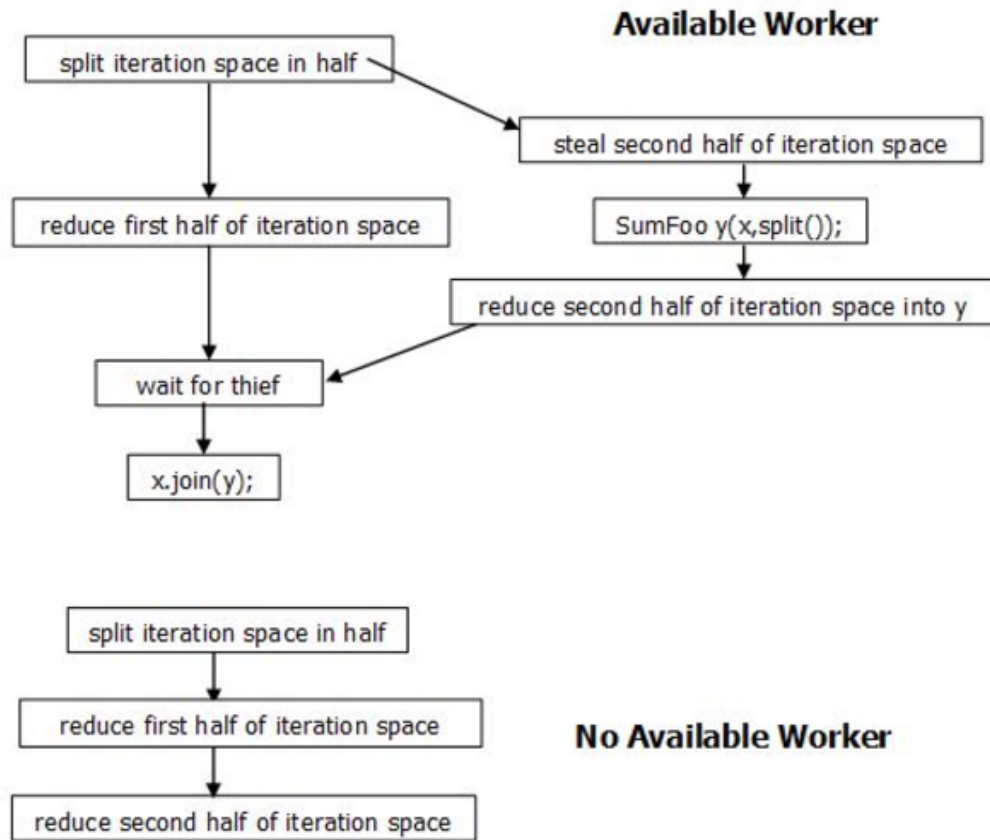 Available Worker
split iteration space in half
steal second half of iteration space
reduce first half of iteration space
SumFoo y(x,split());
reduce second half of iteration space into y
wait for thief
x.join(y);
split iteration space in half
reduce first half of iteration space
No Available Worker
reduce second half of iteration space